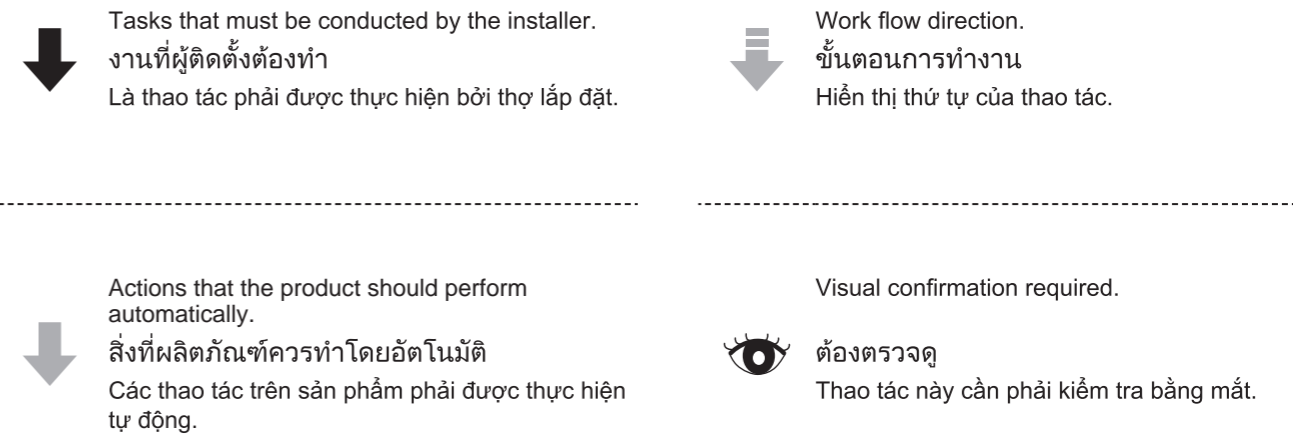 Tasks that must be conducted by the installer.
งานที่ผู้ติดตั้งต้องทำ
Là thao tác phải được thực hiện bởi thợ lắp đặt.
Work flow direction.
ขั้นตอนการทำงาน
Hiển thị thứ tự của thao tác.
Actions that the product should perform
automatically.
สิ่งที่ผลิตภัณฑ์ควรทำโดยอัตโนมัติ
Các thao tác trên sản phẩm phải được thực hiện
tự động.
Visual confirmation required.
ต้องตรวจดู
Thao tác này cần phải kiểm tra bằng mắt.